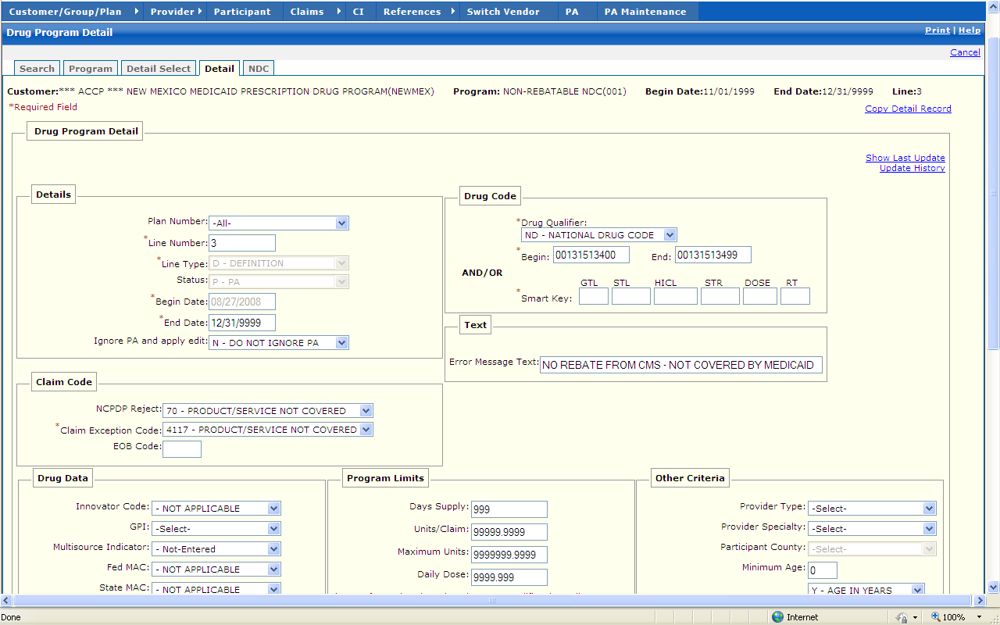 Customer/Group/Plan Provider Participant Claims CI References Switch Vendor PA PA Maintenance
Drug Program Detail
Print | Help
Cancel
Search Program Detail Select Detail NDC
Customer:*** ACCP *** NEW MEXICO MEDICAID PRESCRIPTION DRUG PROGRAM(NEWMEX) Program: NON-REBATABLE NDC(001) Begin Date:11/01/1999 End Date:12/31/9999 Line:3
*Required Field
Copy Detail Record
Drug Program Detail
Show Last Update
Update History
Details
Plan Number: -All-
*Line Number: 3
*Line Type: D - DEFINITION
Status: P - PA
*Begin Date: 08/27/2008
*End Date: 12/31/9999
Ignore PA and apply edit: N - DO NOT IGNORE PA
Drug Code
*Drug Qualifier:
ND - NATIONAL DRUG CODE
*Begin: 00131513400 End: 00131513499
AND/OR
GTL STL HICL STR DOSE RT
*Smart Key:
Text
Error Message Text: NO REBATE FROM CMS - NOT COVERED BY MEDICAID
Claim Code
NCPDP Reject: 70 - PRODUCT/SERVICE NOT COVERED
*Claim Exception Code: 4117 - PRODUCT/SERVICE NOT COVERED
EOB Code:
Drug Data
Innovator Code: - NOT APPLICABLE
GPI: -Select-
Multisource Indicator: - Not-Entered
Fed MAC: - NOT APPLICABLE
State MAC: - NOT APPLICABLE
Program Limits
Days Supply: 999
Units/Claim: 99999.9999
Maximum Units: 9999999.9999
Daily Dose: 9999.999
Other Criteria
Provider Type: -Select-
Provider Specialty: -Select-
Participant County: -Select-
Minimum Age: 0
Y - AGE IN YEARS
Done Internet 100%